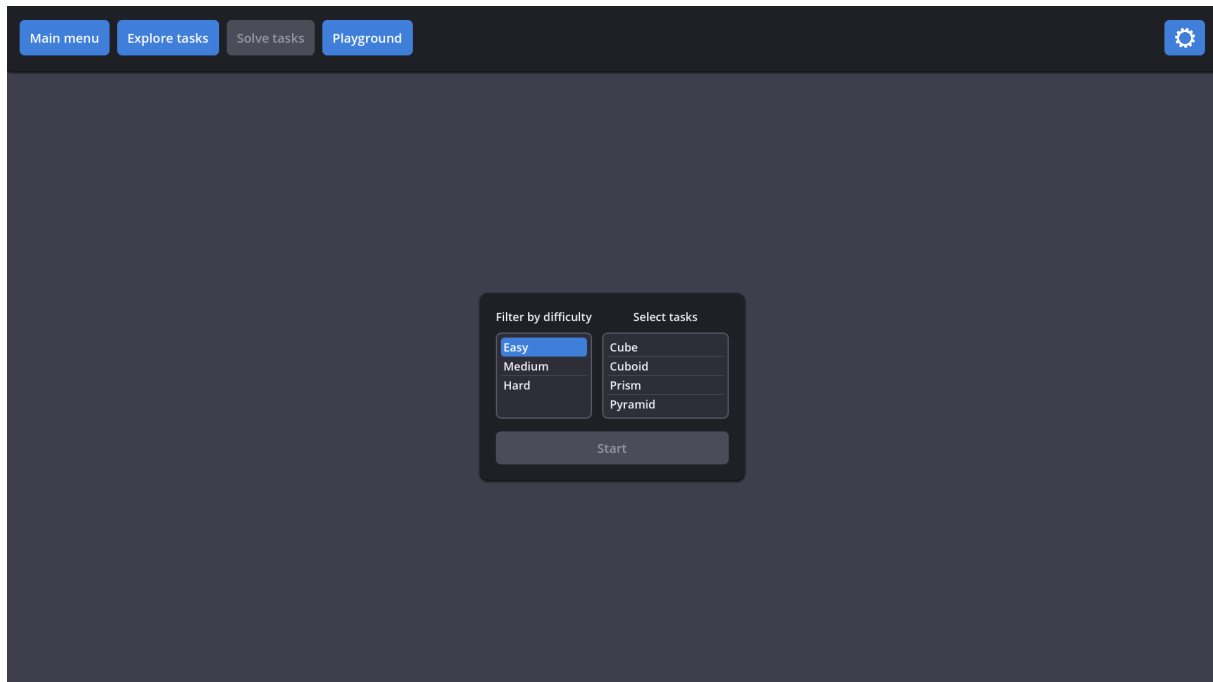 Main menu
Explore tasks
Solve tasks
Playground
Filter by difficulty
Easy
Medium
Hard
Select tasks
Cube
Cuboid
Prism
Pyramid
Start